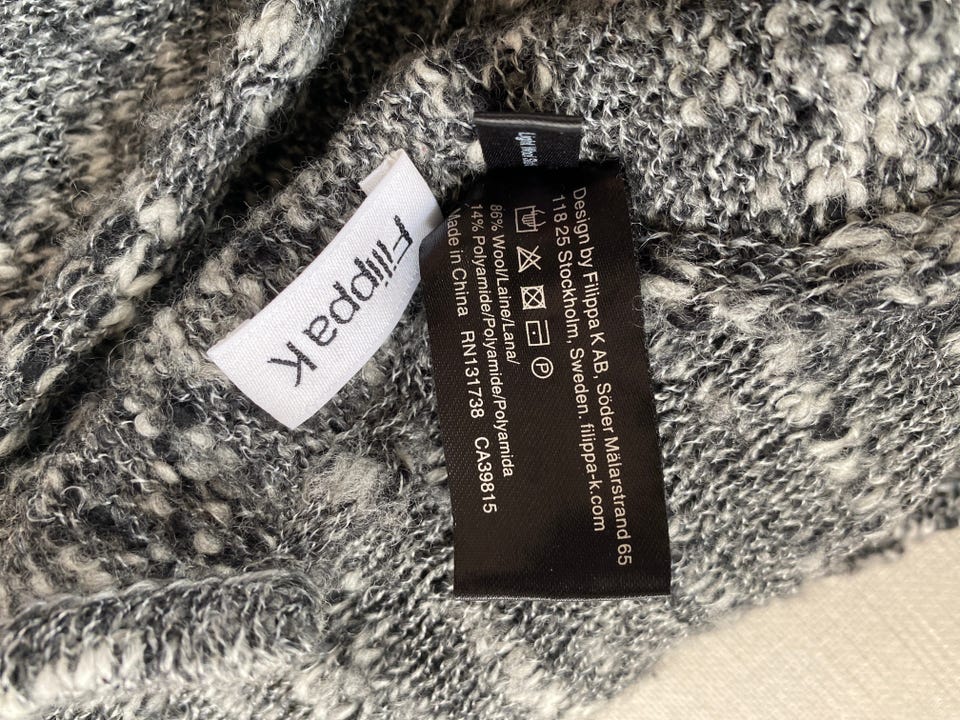 Filippa K
Design by Filippa K AB, Söder Mälarstrand 65
118 25 Stockholm, Sweden. filippa-k.com
P
86% Wool/Laine/Lana/
14% Polyamide/Polyamide/Polyamida
Made in China RN131738 CA39815